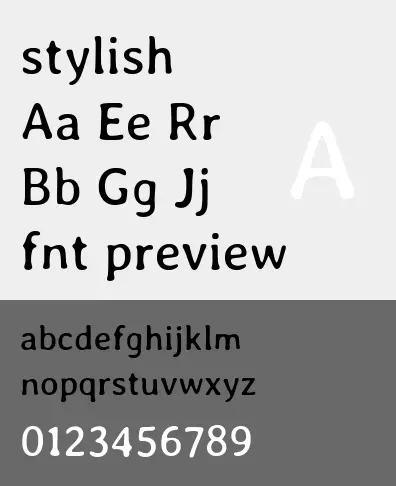 stylish
Aa Ee Rr
A
Bb Gg Jj
fnt preview
abcdefghijklm
nopqrstuvwxyz
0123456789